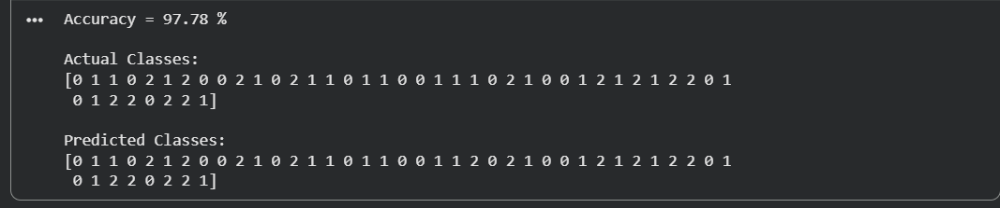 Accuracy = 97.78 %
Actual Classes:
[0 1 1 0 2 1 2 0 0 2 1 0 2 1 1 0 1 1 0 0 1 1 1 0 2 1 0 0 1 2 1 2 1 2 2 0 1
0 1 2 2 0 2 2 1]
Predicted Classes:
[0 1 1 0 2 1 2 0 0 2 1 0 2 1 1 0 1 1 0 0 1 1 2 0 2 1 0 0 1 2 1 2 1 2 2 0 1
0 1 2 2 0 2 2 1]